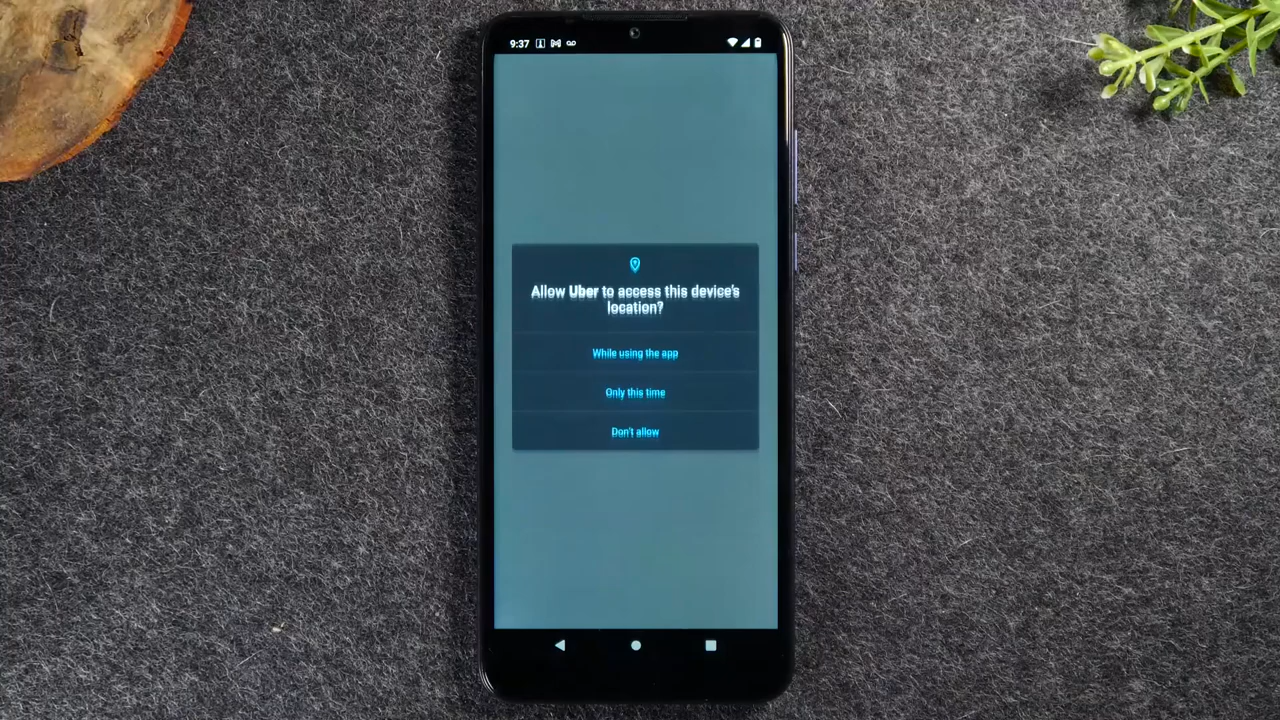 9:37
Allow Uber to access this device's
location?
While using the app
Only this time
Don't allow